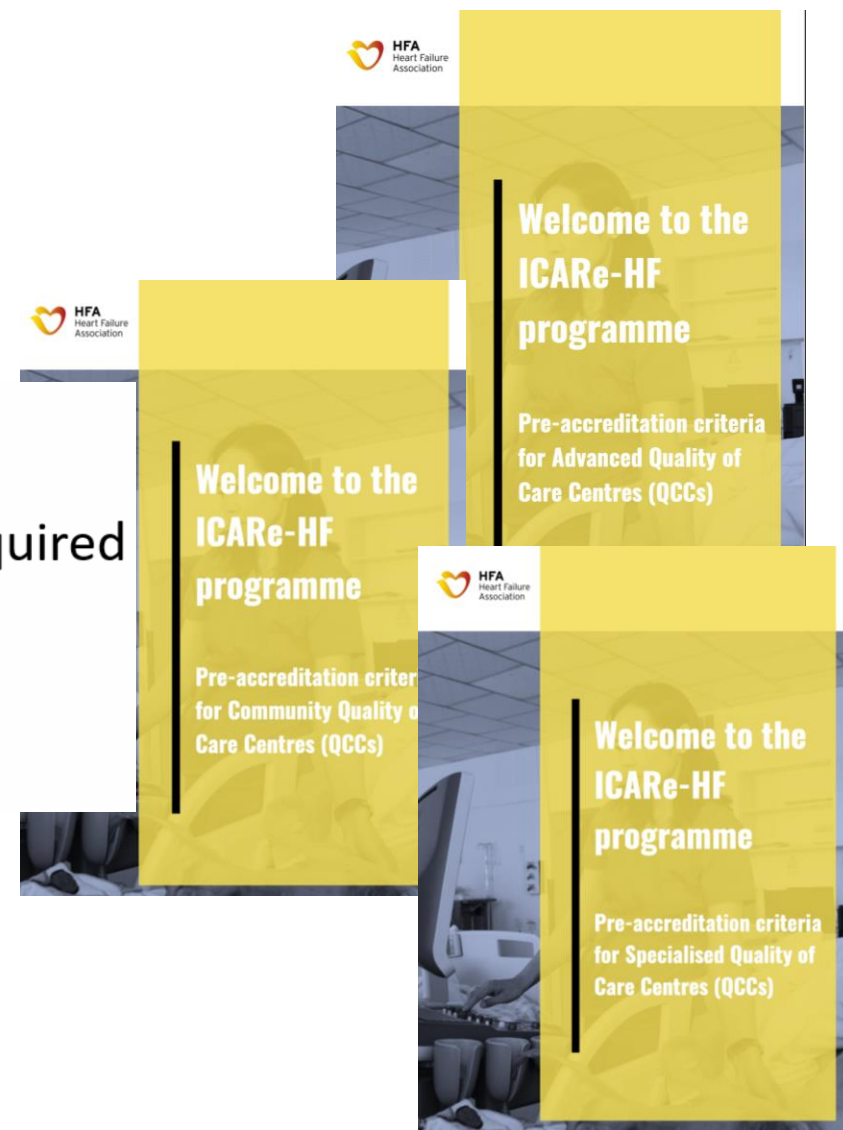 HFA
Heart Failure
Association
Welcome to the
ICARe-HF
programme
Pre-accreditation criteria
for Advanced Quality of
Care Centres (QCCs)
HFA
Heart Failure
Association
Welcome to the
ICARe-HF
programme
Pre-accreditation criter
for Community Quality o
Care Centres (QCCs)
quired
HFA
Heart Failure
Association
Welcome to the
ICARe-HF
programme
Pre-accreditation criteria
for Specialised Quality of
Care Centres (QCCs)